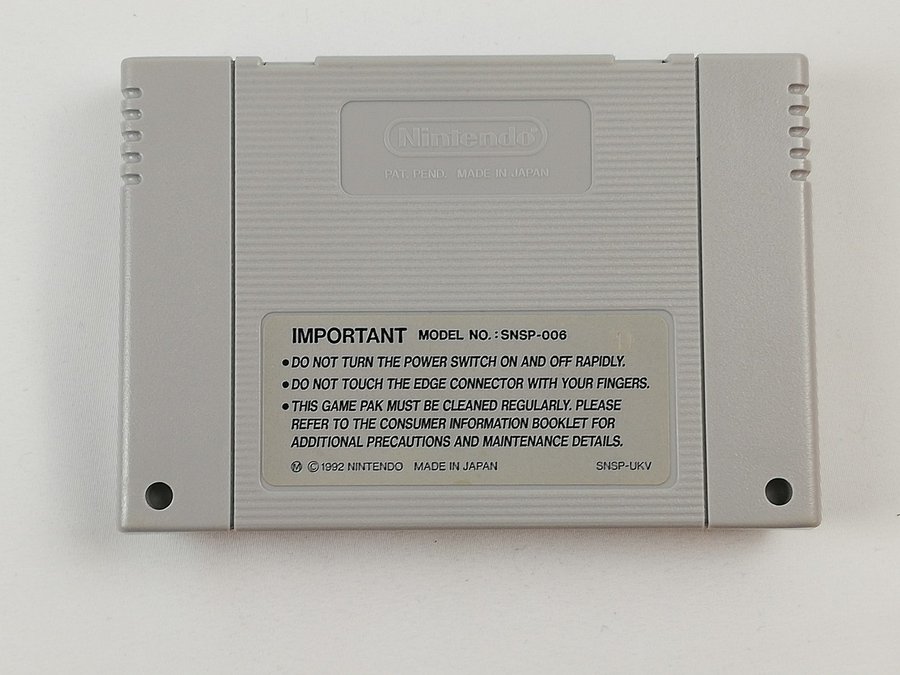 Nintendo®
PAT. PEND. MADE IN JAPAN
IMPORTANT MODEL NO.:SNSP-006
●DO NOT TURN THE POWER SWITCH ON AND OFF RAPIDLY.
●DO NOT TOUCH THE EDGE CONNECTOR WITH YOUR FINGERS.
●THIS GAME PAK MUST BE CLEANED REGULARLY. PLEASE
REFER TO THE CONSUMER INFORMATION BOOKLET FOR
ADDITIONAL PRECAUTIONS AND MAINTENANCE DETAILS.
Ⓜ ©1992 NINTENDO MADE IN JAPAN SNSP-UKV